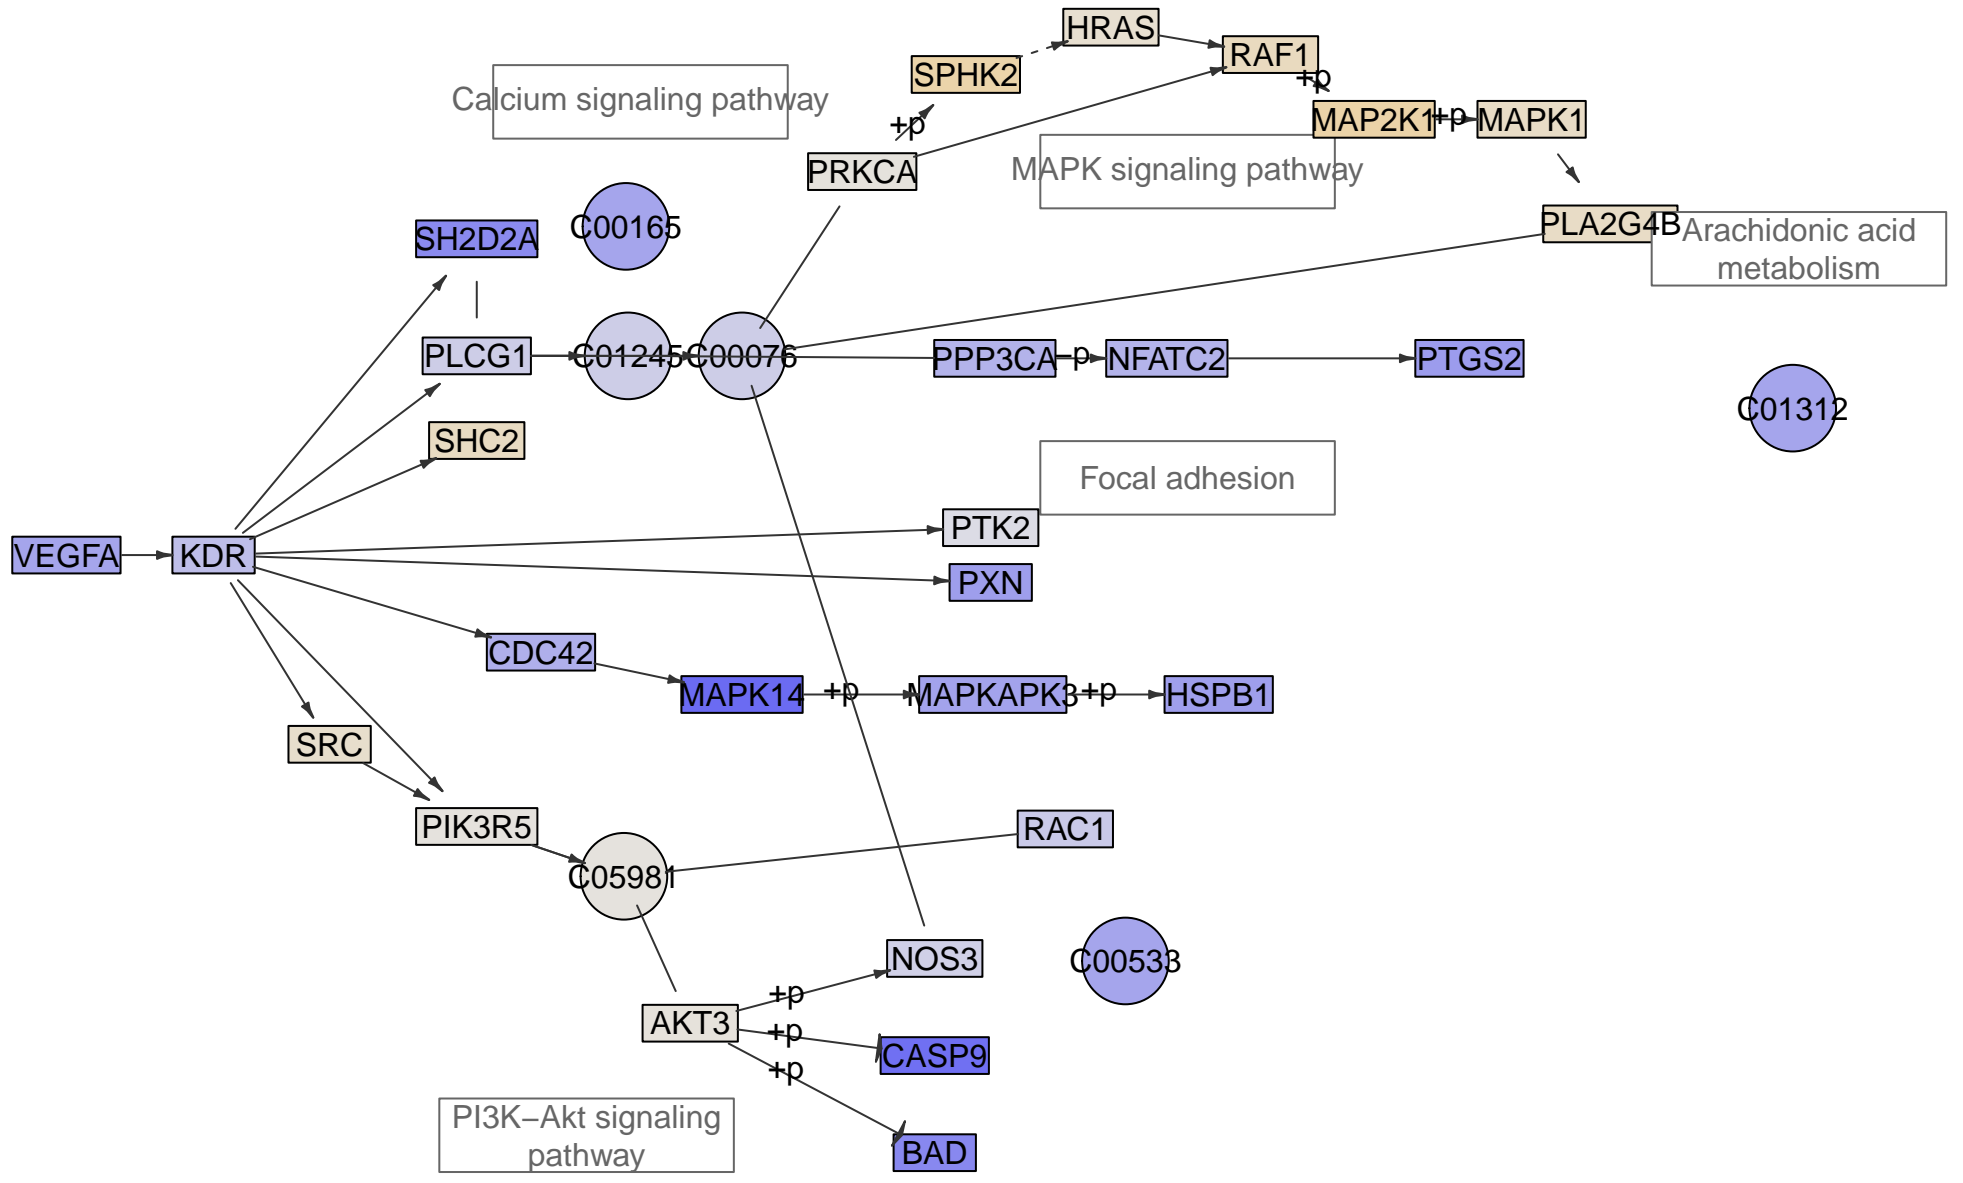 HRAS
RAF1
SPHK2
+p
Calcium signaling pathway
MAP2K1
+p
MAPK1
+p
PRKCA
MAPK signaling pathway
C00165
SH2D2A
PLA2G4B
Arachidonic acid
metabolism
PLCG1
C01245
C00076
PPP3CA
−p
NFATC2
PTGS2
C01312
SHC2
Focal adhesion
PTK2
VEGFA
KDR
PXN
CDC42
MAPK14
+p
MAPKAPK3
+p
HSPB1
SRC
PIK3R5
RAC1
C05981
NOS3
C00533
+p
AKT3
+p
CASP9
+p
PI3K−Akt signaling
pathway
BAD